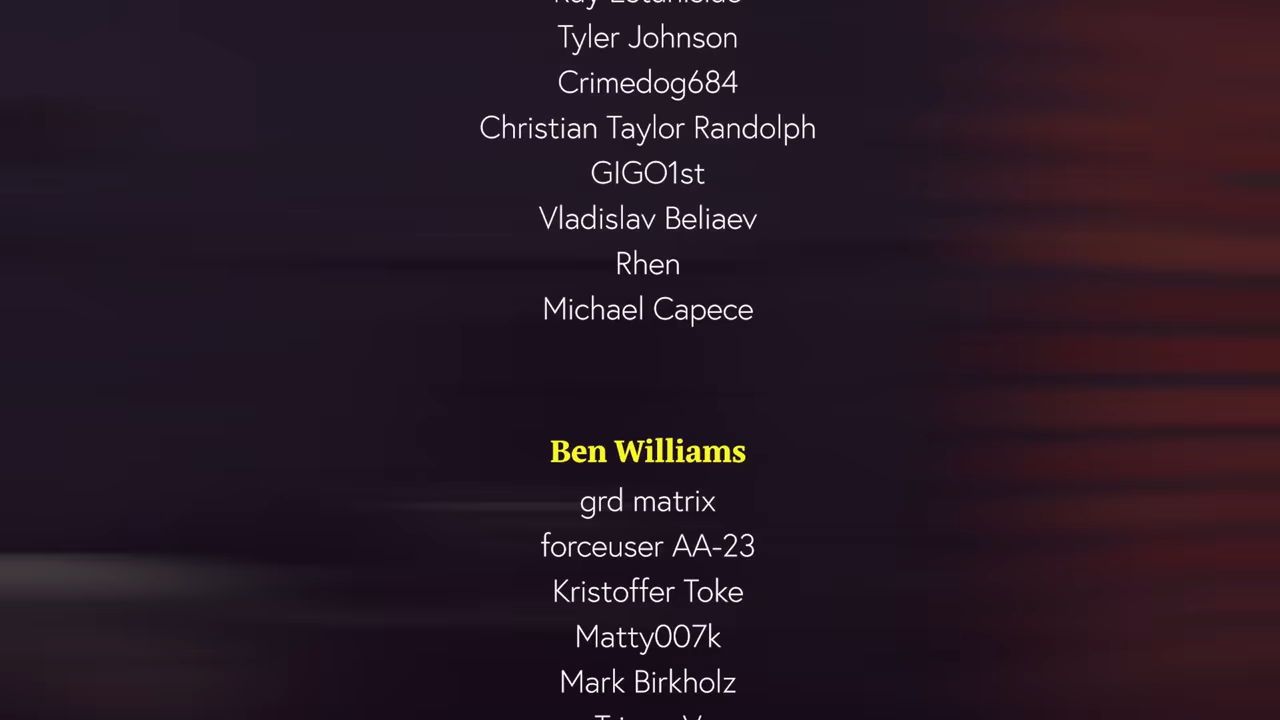 Tyler Johnson
Crimedog684
Christian Taylor Randolph
GIGO1st
Vladislav Beliaev
Rhen
Michael Capece
Ben Williams
grd matrix
forceuser AA-23
Kristoffer Toke
Matty007k
Mark Birkholz